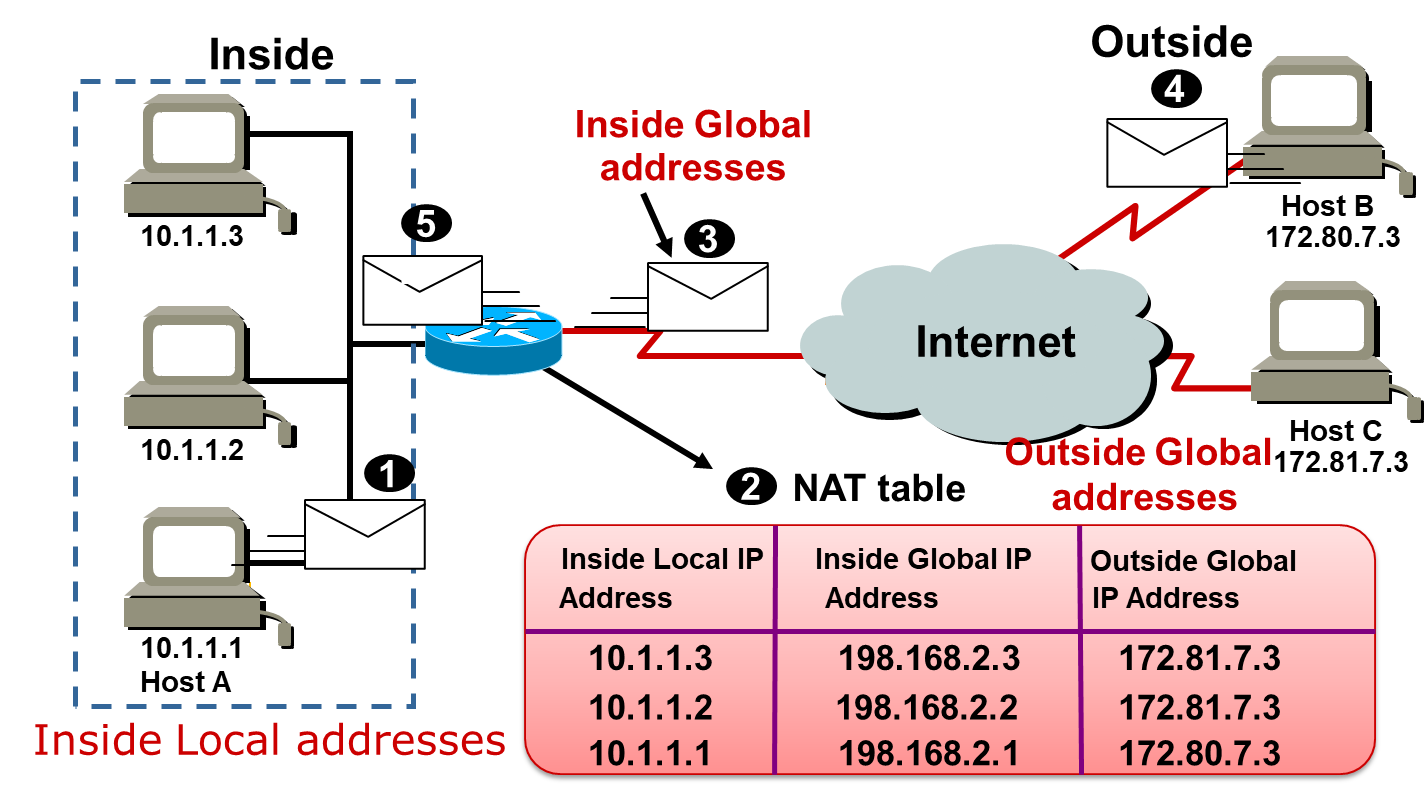 Inside
Outside
4
Inside Global
addresses
5
3
10.1.1.3
Host B
172.80.7.3
Internet
10.1.1.2
1
Host C
172.81.7.3
Outside Global
addresses
2 NAT table
10.1.1.1
Host A
Inside Local addresses
Inside Local IP Address
Inside Global IP Address
Outside Global IP Address
10.1.1.3 198.168.2.3 172.81.7.3
10.1.1.2 198.168.2.2 172.81.7.3
10.1.1.1 198.168.2.1 172.80.7.3